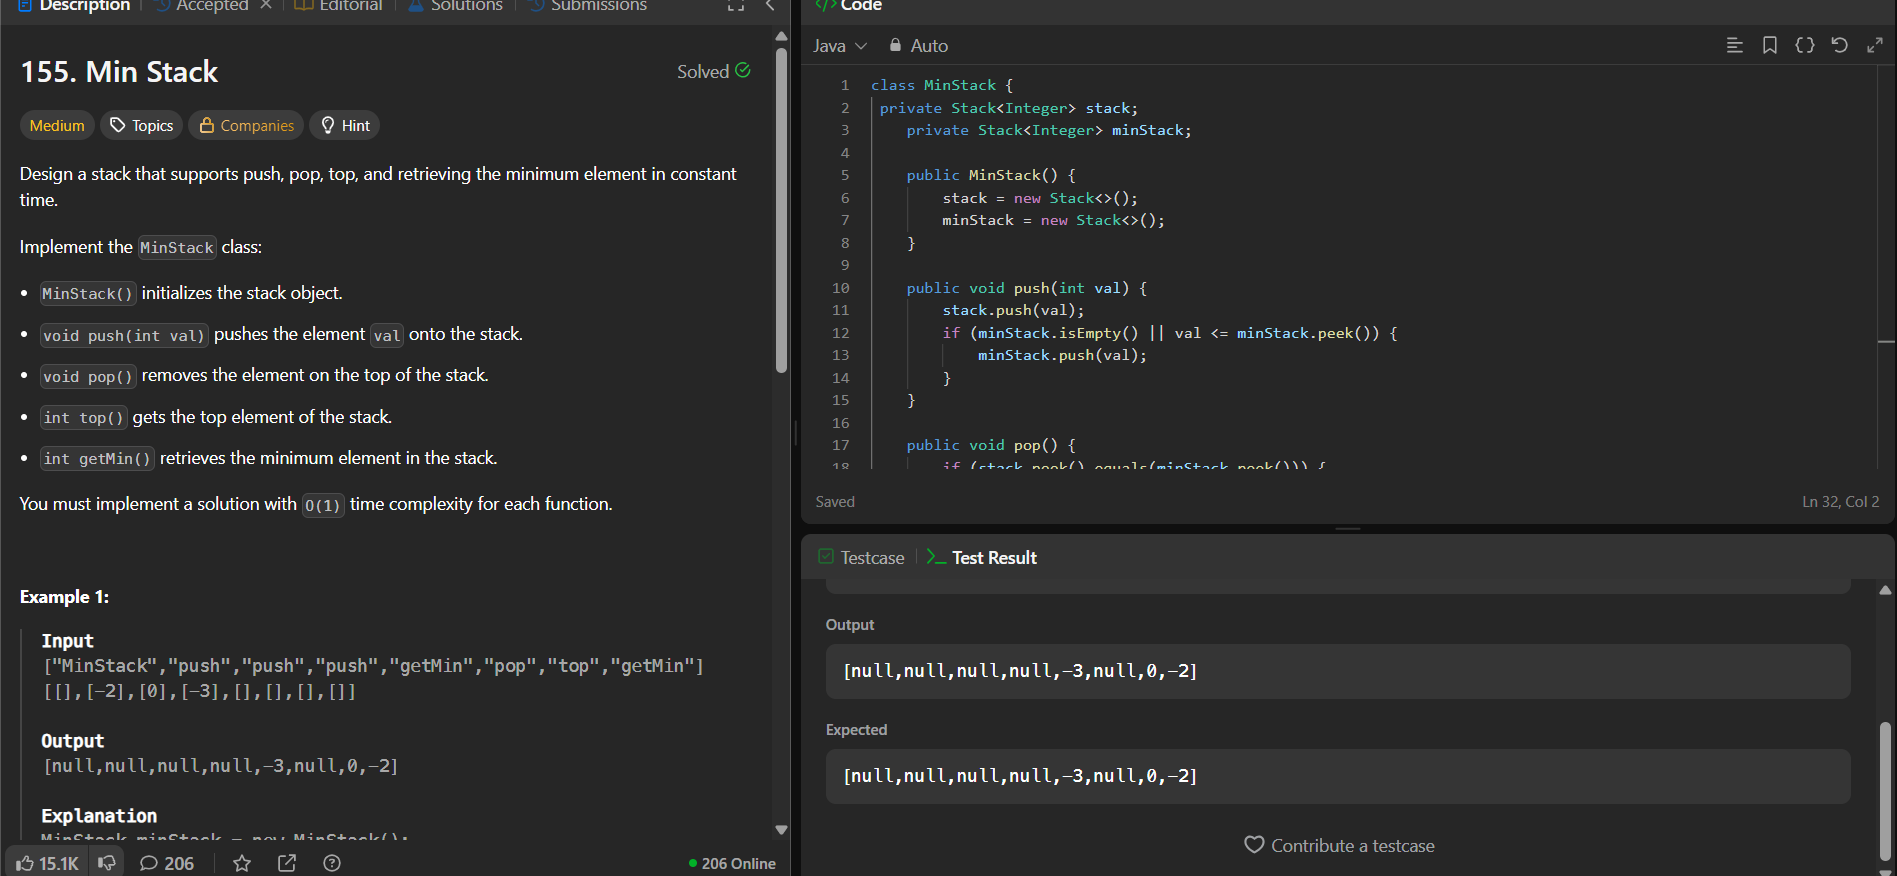 Description
Accepted
Editorial
Solutions
Submissions
155. Min Stack
Solved
Medium
Topics
Companies
Hint
Design a stack that supports push, pop, top, and retrieving the minimum element in constant
time.
Implement the MinStack class:
• MinStack() initializes the stack object.
• void push(int val) pushes the element val onto the stack.
• void pop() removes the element on the top of the stack.
• int top() gets the top element of the stack.
• int getMin() retrieves the minimum element in the stack.
You must implement a solution with O(1) time complexity for each function.
Example 1:
Input
["MinStack","push","push","push","getMin","pop","top","getMin"]
[[],[-2],[0],[-3],[],[],[],[]]
Output
[null,null,null,null,-3,null,0,-2]
Explanation
MinStack minStack = new MinStack();
15.1K
206
206 Online
</> Code
Java
Auto
1 class MinStack {
2 private Stack<Integer> stack;
3 private Stack<Integer> minStack;
4
5 public MinStack() {
6 stack = new Stack<>();
7 minStack = new Stack<>();
8 }
9
10 public void push(int val) {
11 stack.push(val);
12 if (minStack.isEmpty() || val <= minStack.peek()) {
13 minStack.push(val);
14 }
15 }
16
17 public void pop() {
18 if (stack.peek().equals(minStack.peek())) {
Saved
Ln 32, Col 2
Testcase
Test Result
Output
[null,null,null,null,-3,null,0,-2]
Expected
[null,null,null,null,-3,null,0,-2]
Contribute a testcase